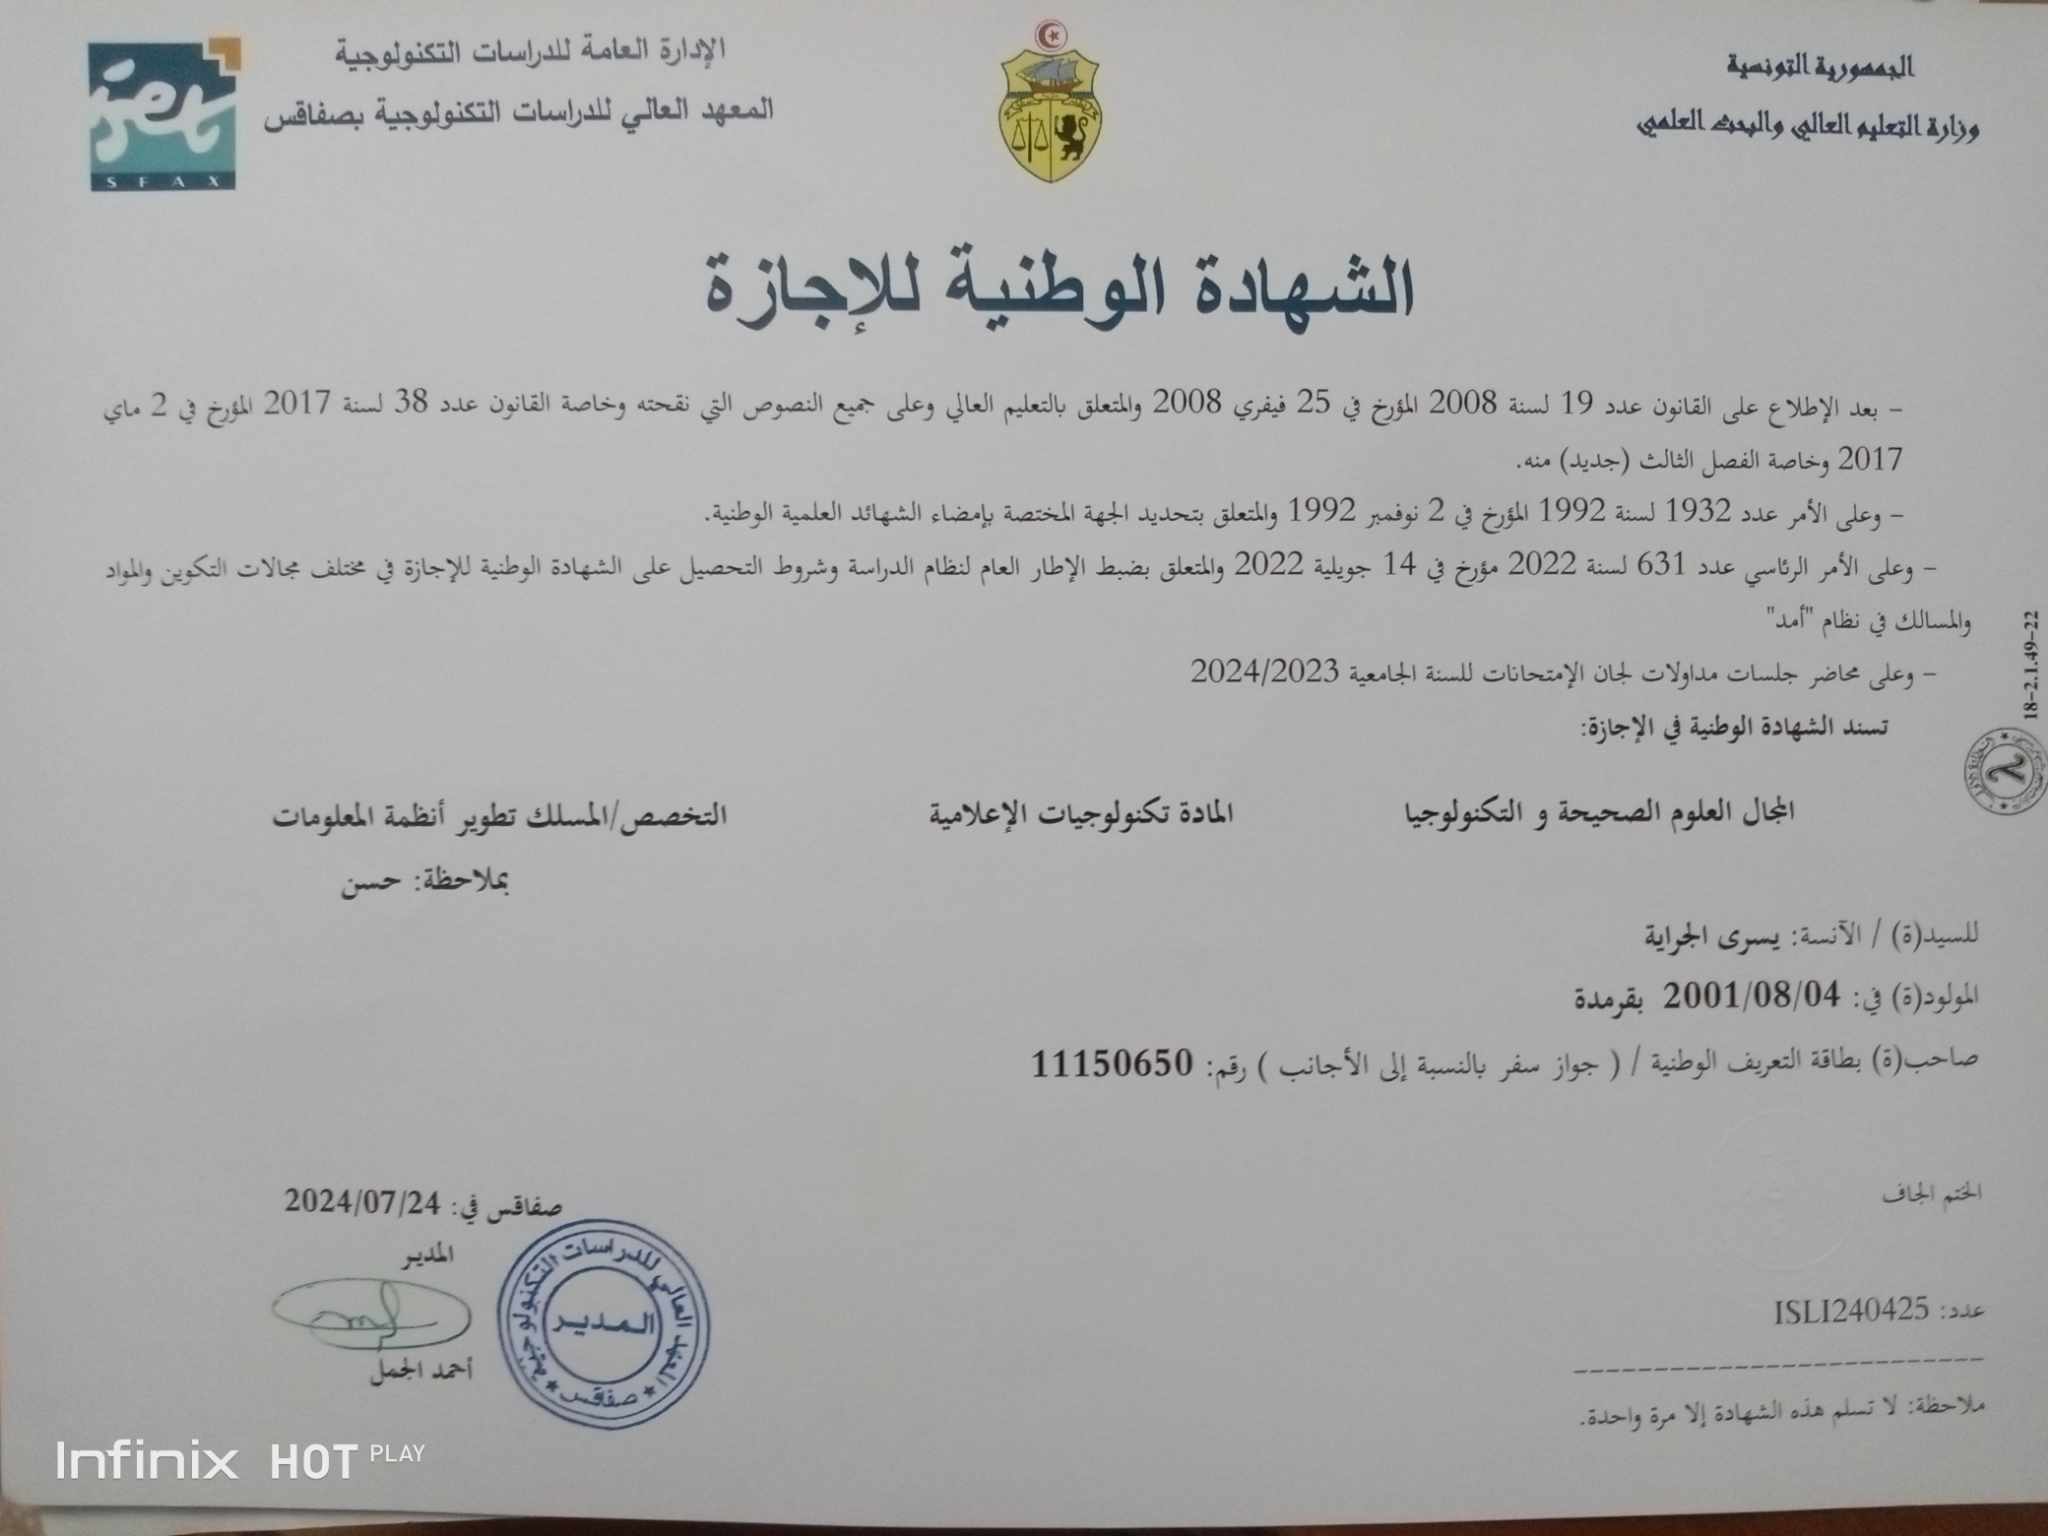 الجمهورية التونسية
وزارة التعليم العالي والبحث العلمي
الإدارة العامة للدراسات التكنولوجية
المعهد العالي للدراسات التكنولوجية بصفاقس
SFAX
الشهادة الوطنية للإجازة
- بعد الإطلاع على القانون عدد 19 لسنة 2008 المؤرخ في 25 فيفري 2008 والمتعلق بالتعليم العالي وعلى جميع النصوص التي نقحته وخاصة القانون عدد 38 لسنة 2017 المؤرخ في 2 ماي
2017 وخاصة الفصل الثالث (جديد) منه.
- وعلى الأمر عدد 1932 لسنة 1992 المؤرخ في 2 نوفمبر 1992 والمتعلق بتحديد الجهة المختصة بإمضاء الشهائد العلمية الوطنية.
- وعلى الأمر الرئاسي عدد 631 لسنة 2022 مؤرخ في 14 جويلية 2022 والمتعلق بضبط الإطار العام لنظام الدراسة وشروط التحصيل على الشهادة الوطنية للإجازة في مختلف مجالات التكوين والمواد
والمسالك في نظام "أمد"
- وعلى محاضر جلسات مداولات لجان الإمتحانات للسنة الجامعية 2024/2023
تسند الشهادة الوطنية في الإجازة:
18-2.1.49-22
المجال العلوم الصحيحة و التكنولوجيا المادة تكنولوجيات الإعلامية التخصص/المسلك تطوير أنظمة المعلومات
بملاحظة: حسن
للسيد(ة) / الآنسة: يسرى الجراية
المولود(ة) في: 2001/08/04 بقرمدة
صاحب(ة) بطاقة التعريف الوطنية / ( جواز سفر بالنسبة إلى الأجانب ) رقم: 11150650
الختم الجاف
صفاقس في: 2024/07/24
المدير
المعهد العالي للدراسات التكنولوجية
المدير
صفاقس
أحمد الجمل
عدد: ISLI240425
ملاحظة: لا تسلم هذه الشهادة إلا مرة واحدة.
Infinix HOT PLAY